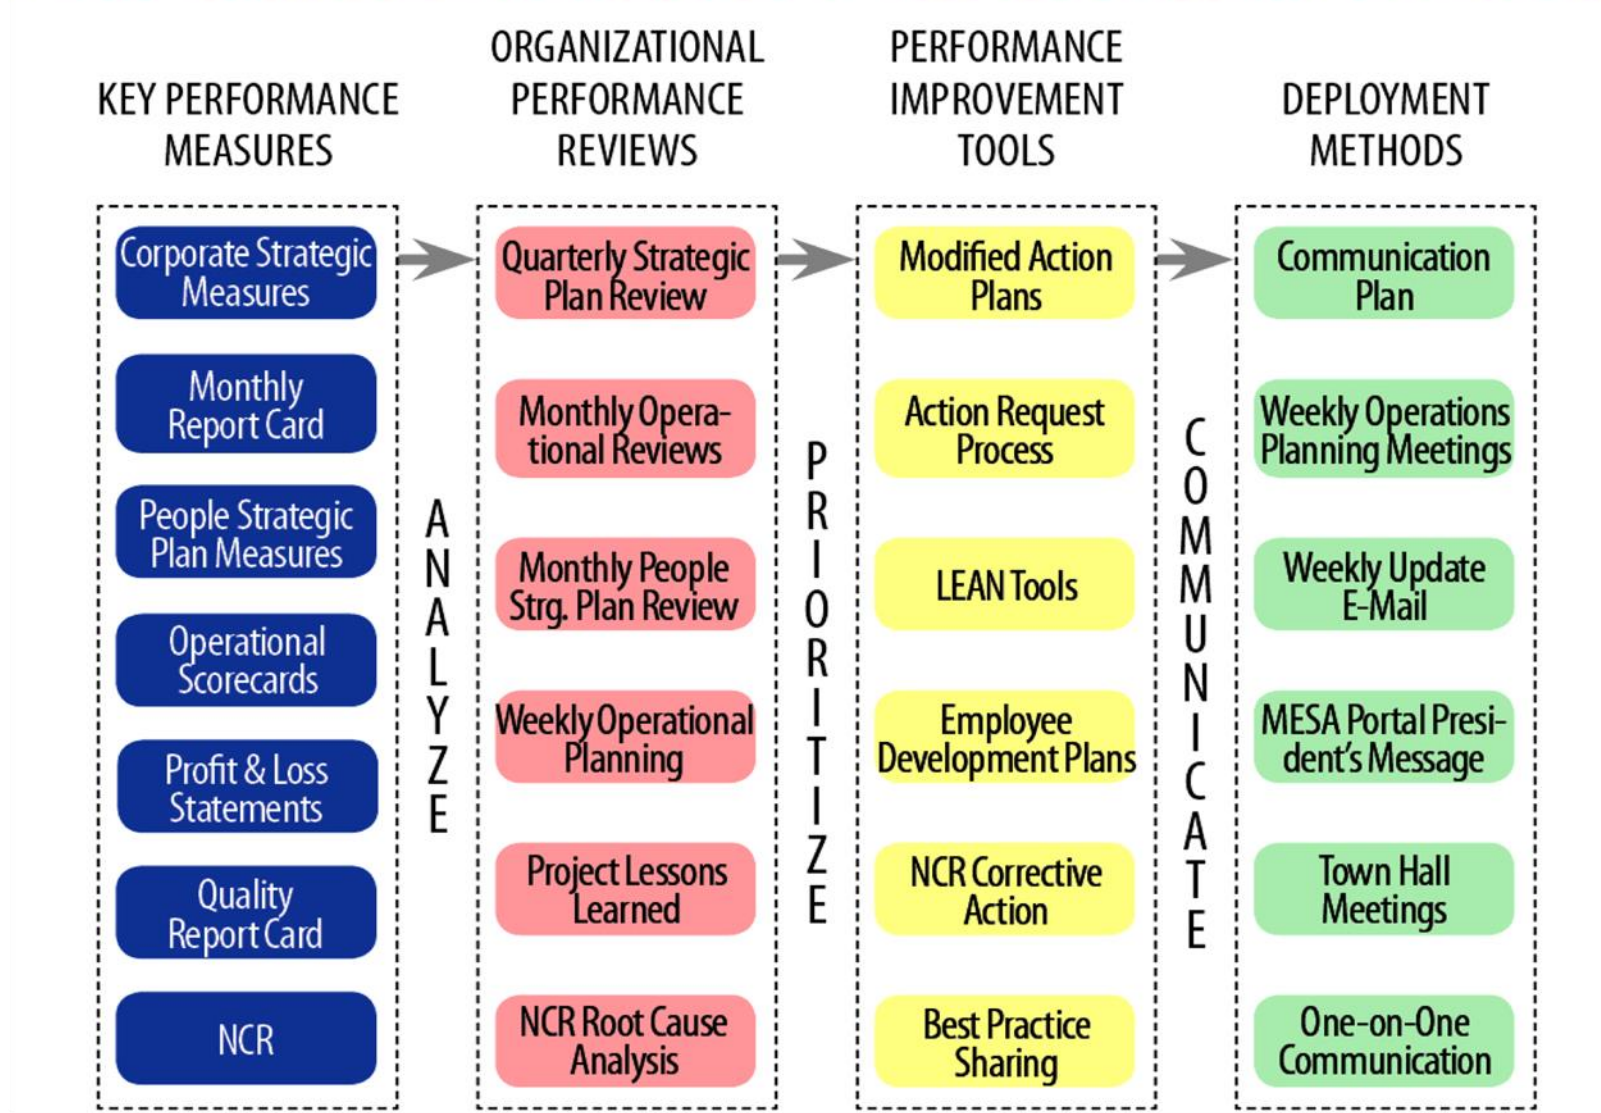 KEY PERFORMANCE
MEASURES
Corporate Strategic
Measures
Monthly
Report Card
People Strategic
Plan Measures
Operational
Scorecards
Profit & Loss
Statements
Quality
Report Card
NCR
ANALYZE
ORGANIZATIONAL
PERFORMANCE
REVIEWS
Quarterly Strategic
Plan Review
Monthly Opera-
tional Reviews
Monthly People
Strg. Plan Review
Weekly Operational
Planning
Project Lessons
Learned
NCR Root Cause
Analysis
PRIORITIZE
PERFORMANCE
IMPROVEMENT
TOOLS
Modified Action
Plans
Action Request
Process
LEAN Tools
Employee
Development Plans
NCR Corrective
Action
Best Practice
Sharing
COMMUNICATE
DEPLOYMENT
METHODS
Communication
Plan
Weekly Operations
Planning Meetings
Weekly Update
E-Mail
MESA Portal Presi-
dent's Message
Town Hall
Meetings
One-on-One
Communication